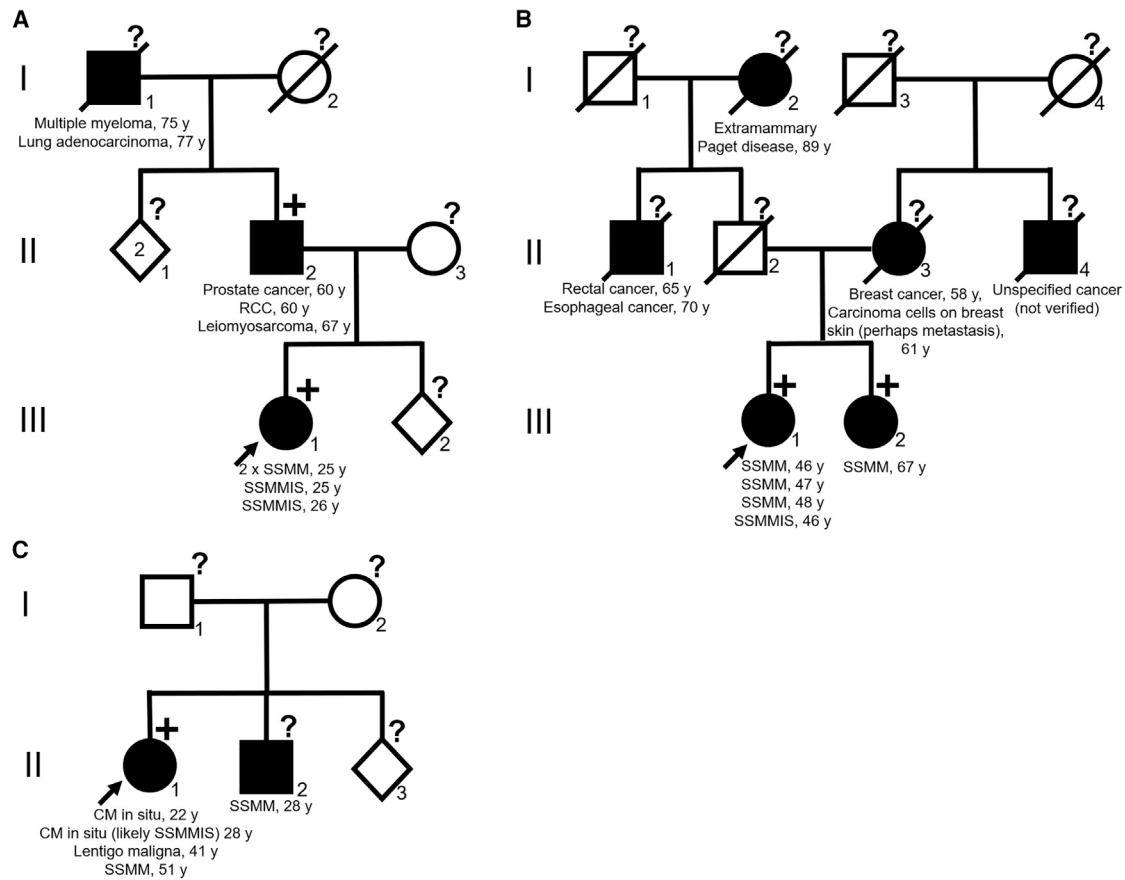 A
I
?
1
?
2
Multiple myeloma, 75 y
Lung adenocarcinoma, 77 y
II
?
2
1
+
2
?
3
Prostate cancer, 60 y
RCC, 60 y
Leiomyosarcoma, 67 y
III
+
1
?
2
2 x SSMM, 25 y
SSMMIS, 25 y
SSMMIS, 26 y
B
I
?
1
?
2
?
3
?
4
Extramammary
Paget disease, 89 y
II
?
1
?
2
?
3
?
4
Rectal cancer, 65 y
Esophageal cancer, 70 y
Breast cancer, 58 y,
Carcinoma cells on breast
skin (perhaps metastasis),
61 y
Unspecified cancer
(not verified)
III
+
1
+
2
SSMM, 46 y
SSMM, 47 y
SSMM, 48 y
SSMMIS, 46 y
SSMM, 67 y
C
I
?
1
?
2
II
+
1
?
2
?
3
CM in situ, 22 y
CM in situ (likely SSMMIS) 28 y
Lentigo maligna, 41 y
SSMM, 51 y
SSMM, 28 y